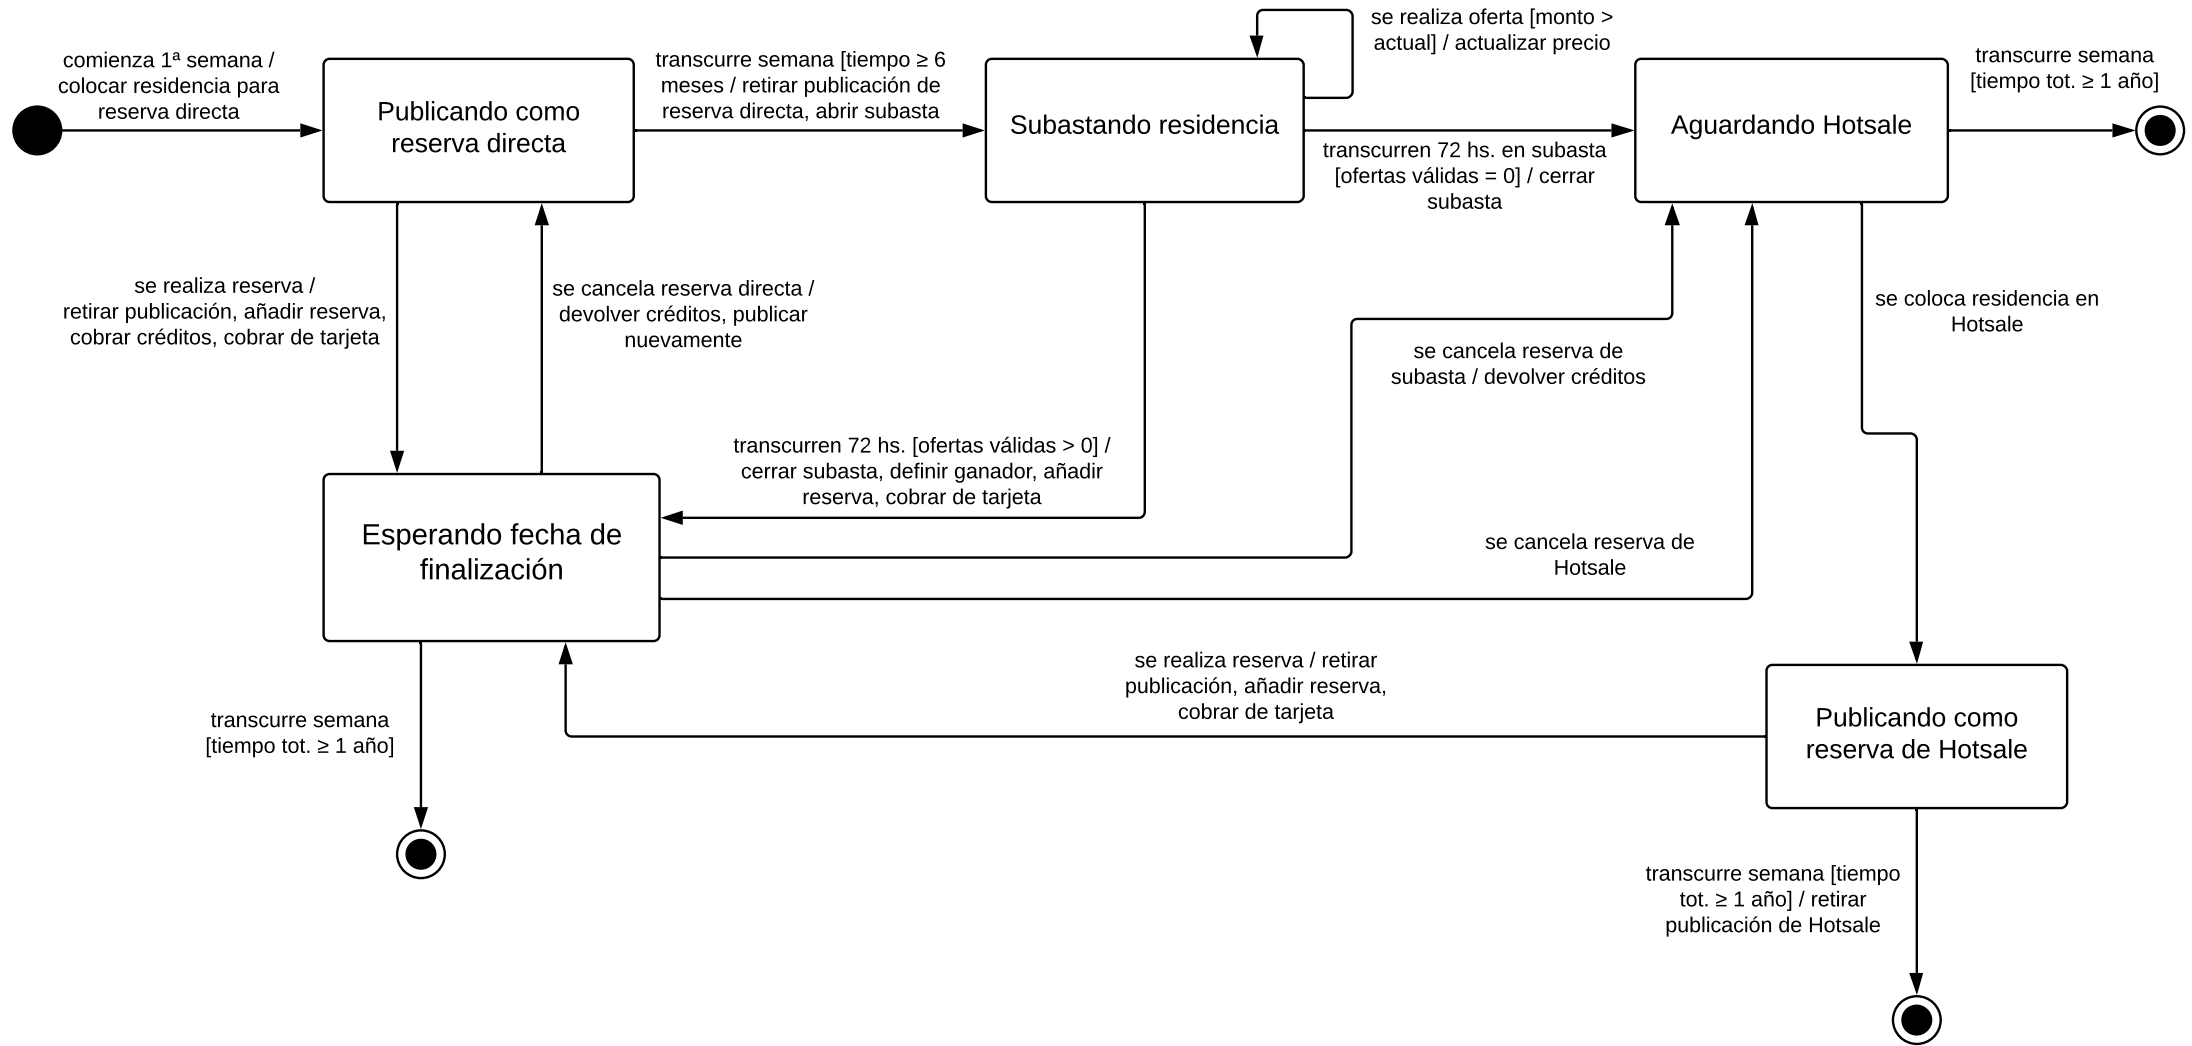 comienza 1ª semana /
colocar residencia para
reserva directa
Publicando como
reserva directa
transcurre semana [tiempo ≥ 6
meses / retirar publicación de
reserva directa, abrir subasta
Subastando residencia
se realiza oferta [monto >
actual] / actualizar precio
transcurren 72 hs. en subasta
[ofertas válidas = 0] / cerrar
subasta
Aguardando Hotsale
transcurre semana
[tiempo tot. ≥ 1 año]
se realiza reserva /
retirar publicación, añadir reserva,
cobrar créditos, cobrar de tarjeta
se cancela reserva directa /
devolver créditos, publicar
nuevamente
se coloca residencia en
Hotsale
se cancela reserva de
subasta / devolver créditos
transcurren 72 hs. [ofertas válidas > 0] /
cerrar subasta, definir ganador, añadir
reserva, cobrar de tarjeta
Esperando fecha de
finalización
se cancela reserva de
Hotsale
se realiza reserva / retirar
publicación, añadir reserva,
cobrar de tarjeta
Publicando como
reserva de Hotsale
transcurre semana
[tiempo tot. ≥ 1 año]
transcurre semana [tiempo
tot. ≥ 1 año] / retirar
publicación de Hotsale